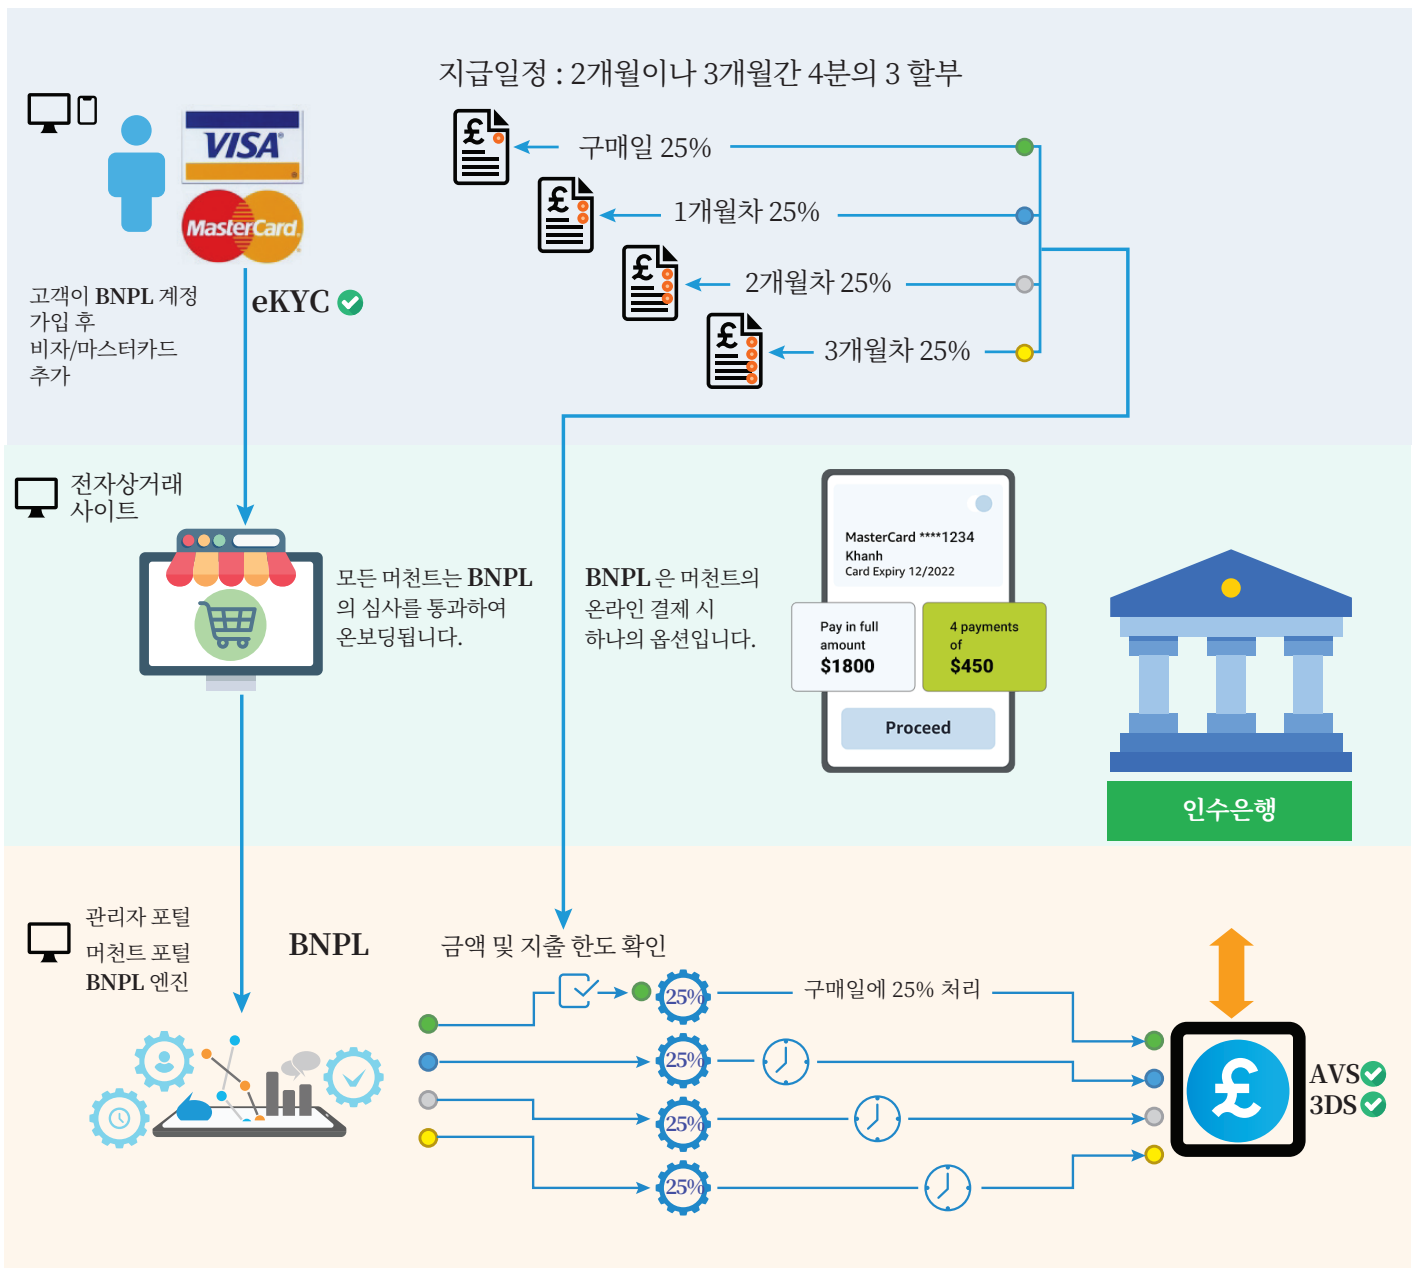 지급일정 : 2개월이나 3개월간 4분의 3 할부
VISA
MasterCard
구매일 25%
1개월차 25%
2개월차 25%
3개월차 25%
고객이 BNPL 계정
가입 후
비자/마스터카드
추가
eKYC
전자상거래
사이트
모든 머천트는 BNPL
의 심사를 통과하여
온보딩됩니다.
BNPL 은 머천트의
온라인 결제 시
하나의 옵션입니다.
MasterCard ****1234
Khanh
Card Expiry 12/2022
Pay in full
amount
$1800
4 payments
of
$450
Proceed
인수은행
관리자 포털
머천트 포털
BNPL 엔진
BNPL
금액 및 지출 한도 확인
25%
구매일에 25% 처리
25%
25%
25%
£
AVS
3DS